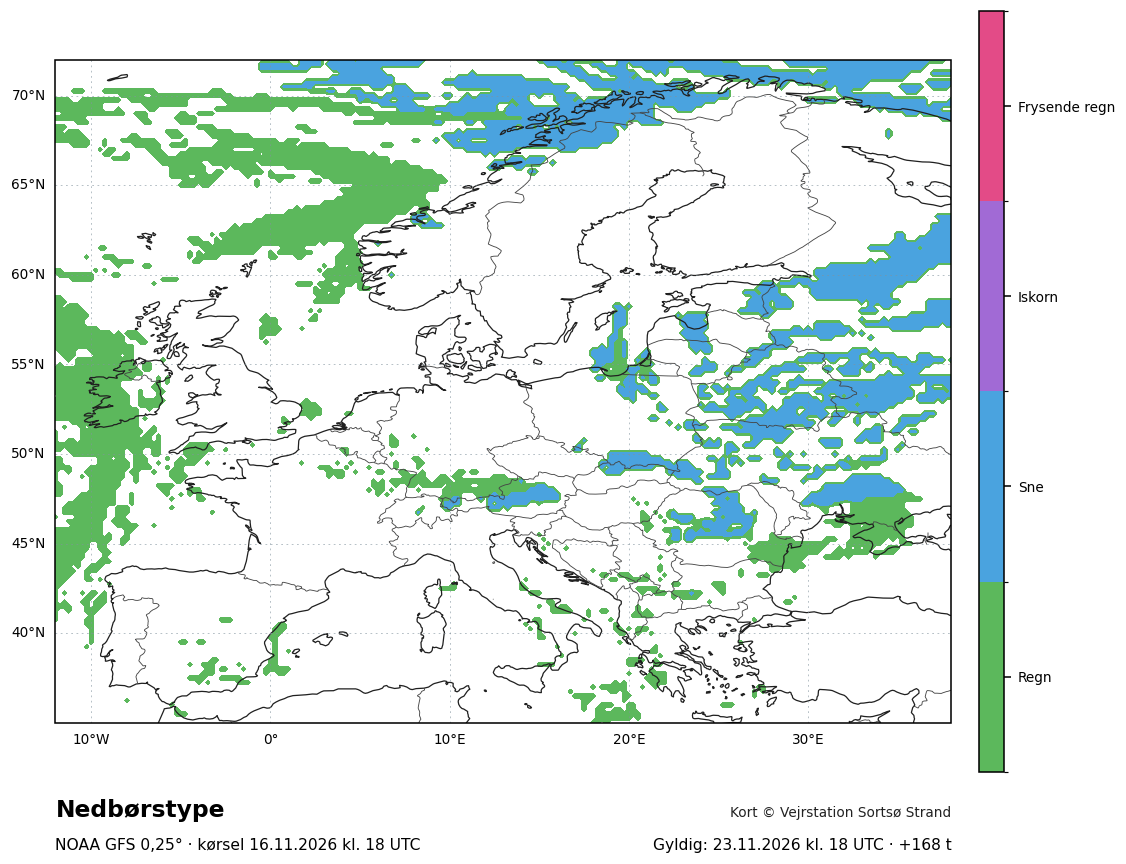 70°N
65°N
60°N
55°N
50°N
45°N
40°N
10°W
0°
10°E
20°E
30°E
Frysende regn
Iskorn
Sne
Regn
Nedbørstype
Kort © Vejrstation Sortsø Strand
NOAA GFS 0,25° · kørsel 16.11.2026 kl. 18 UTC
Gyldig: 23.11.2026 kl. 18 UTC · +168 t